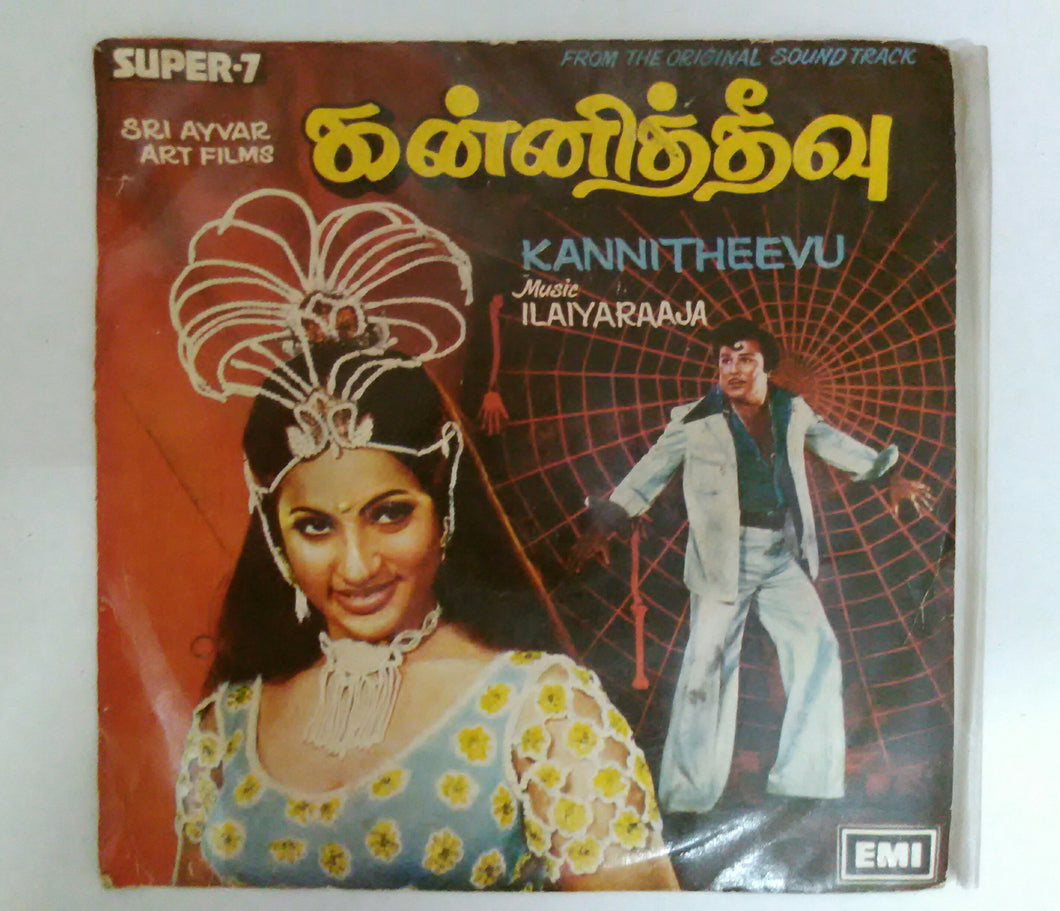 SUPER-7
FROM THE ORIGINAL SOUND TRACK
SRI AYVAR
ART FILMS
கன்னித்தீவு
KANNITHEEVU
Music
ILAIYARAAJA
EMI